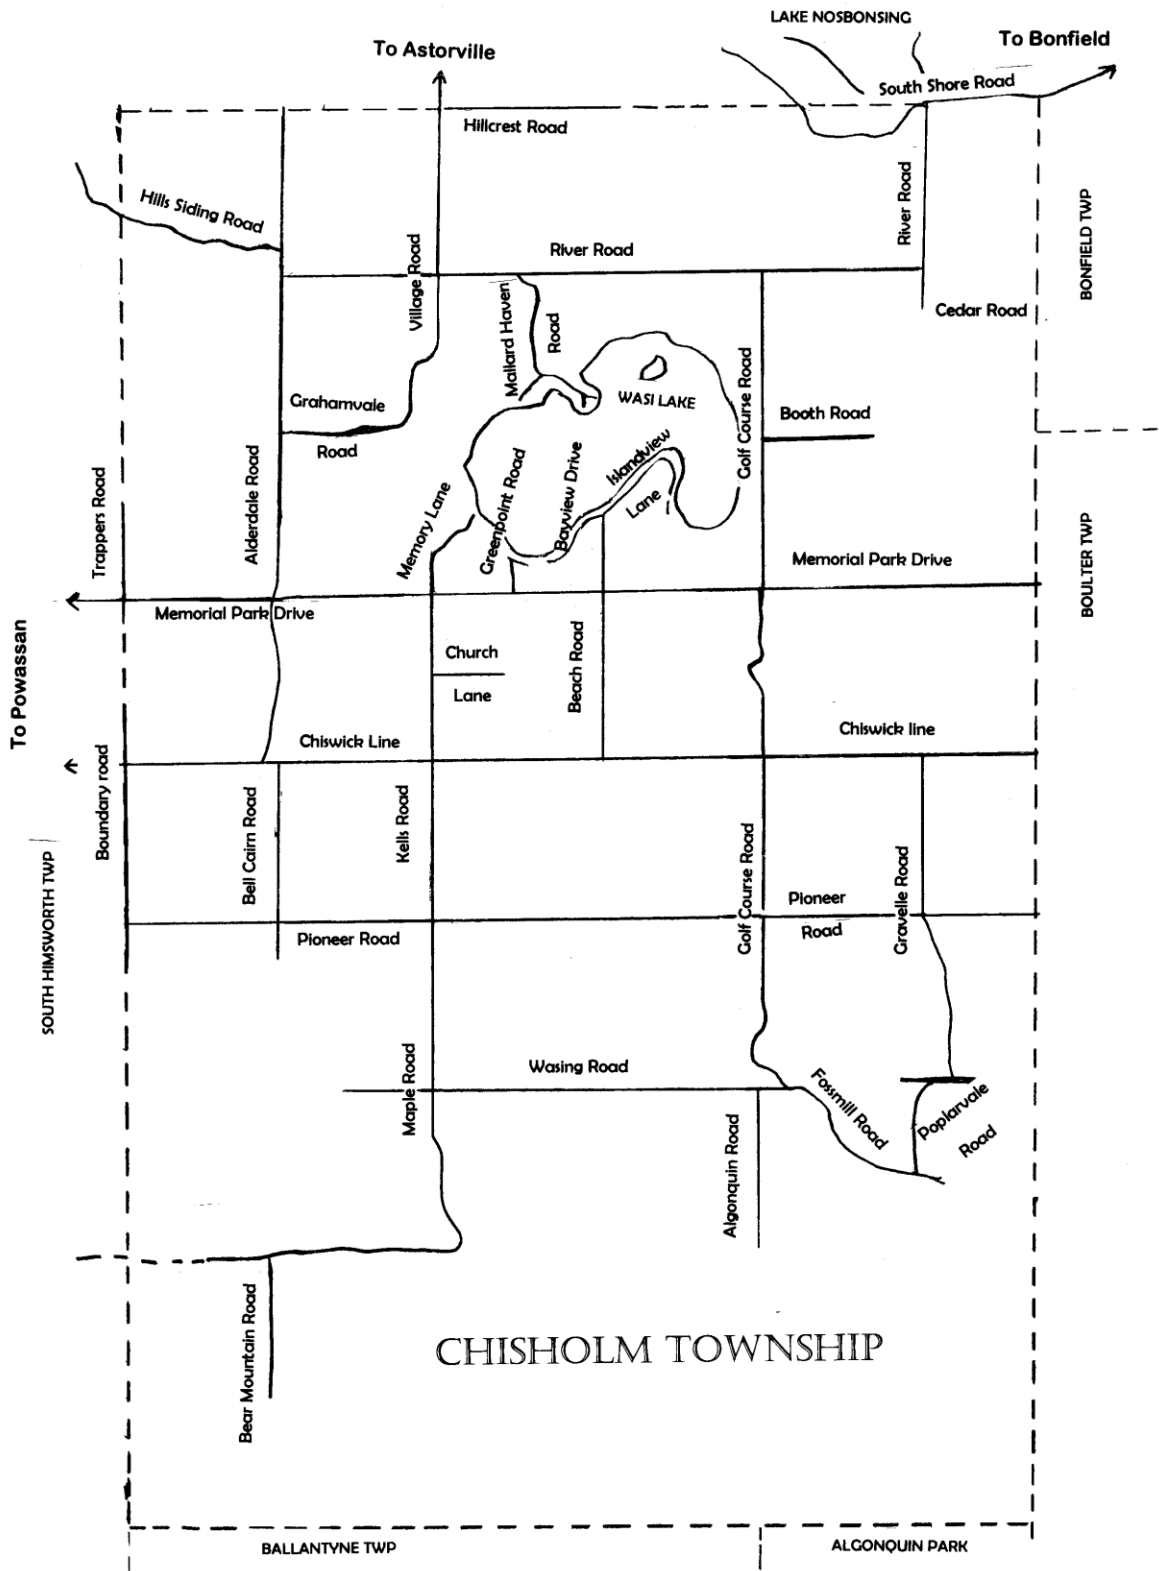 LAKE NOSBONSING
To Astorville
To Bonfield
South Shore Road
Hillcrest Road
Hills Siding Road
River Road
River Road
BONFIELD TWP
Village Road
Mallard Haven
Road
Cedar Road
Grahamvale
Road
WASI LAKE
Golf Course Road
Booth Road
Trappers Road
Alderdale Road
Memory Lane
Greenpoint Road
Bayview Drive
Islandview
Lane
Memorial Park Drive
BOULTER TWP
Memorial Park Drive
To Powassan
Church
Lane
Beach Road
Chiswick Line
Chiswick line
Boundary road
Bell Cairn Road
Kells Road
Golf Course Road
Pioneer
Road
Gravelle Road
Pioneer Road
SOUTH HIMSWORTH TWP
Maple Road
Wasing Road
Fossmill Road
Poplarvale
Road
Algonquin Road
Bear Mountain Road
CHISHOLM TOWNSHIP
BALLANTYNE TWP
ALGONQUIN PARK